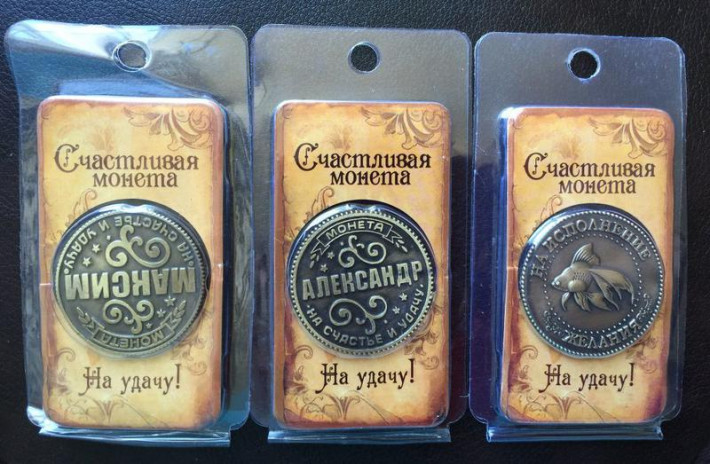 Счастливая
монета
МОНЕТА
МАКСИМ
НА СЧАСТЬЕ И УДАЧУ
На удачу!
Счастливая
монета
МОНЕТА
АЛЕКСАНДР
НА СЧАСТЬЕ И УДАЧУ
На удачу!
Счастливая
монета
НА ИСПОЛНЕНИЕ
ЖЕЛАНИЯ
На удачу!